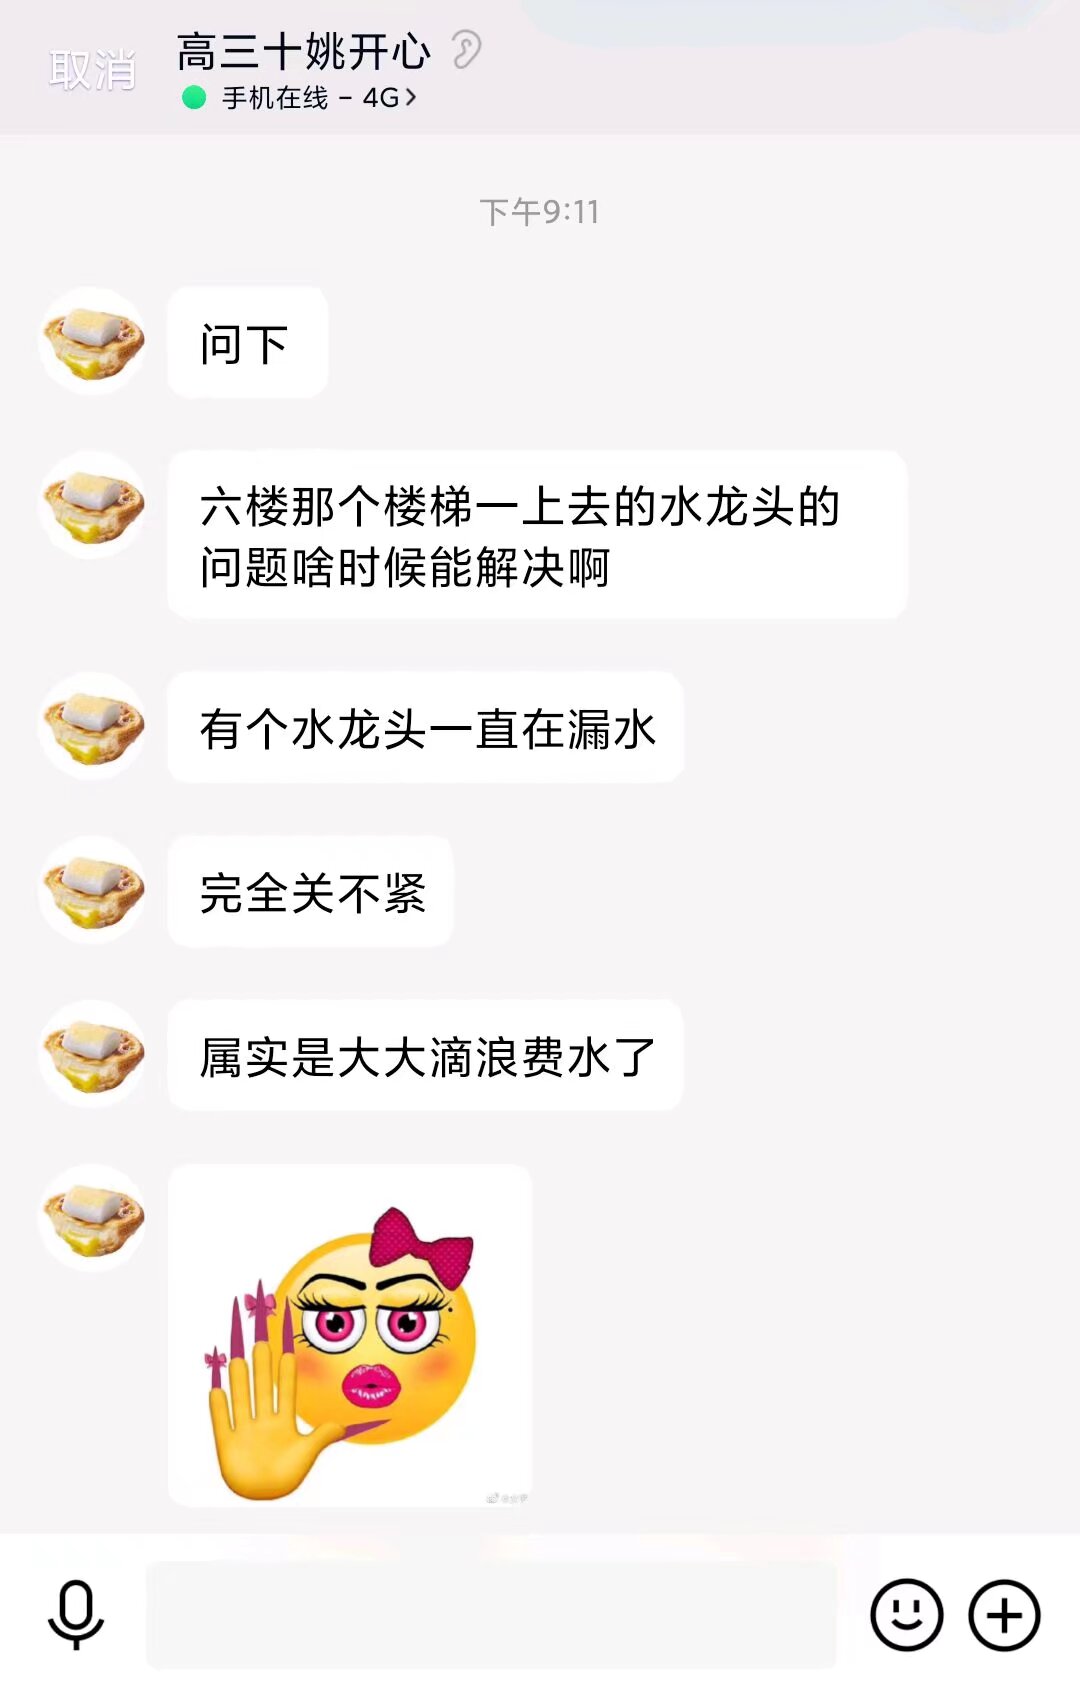 取消
高三十姚开心
手机在线 - 4G>
下午9:11
问下
六楼那个楼梯一上去的水龙头的
问题啥时候能解决啊
有个水龙头一直在漏水
完全关不紧
属实是大大滴浪费水了